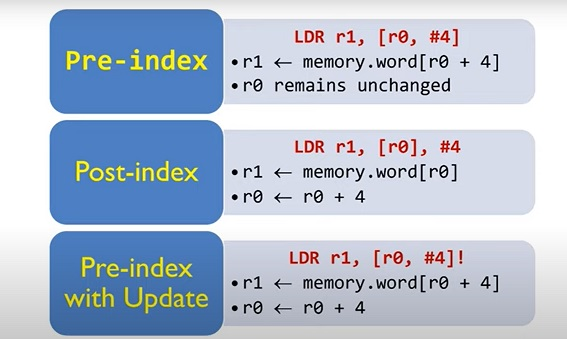 Pre-index
LDR r1, [r0, #4]
•r1 ← memory.word[r0 + 4]
•r0 remains unchanged
Post-index
LDR r1, [r0], #4
•r1 ← memory.word[r0]
•r0 ← r0 + 4
Pre-index
with Update
LDR r1, [r0, #4]!
•r1 ← memory.word[r0 + 4]
•r0 ← r0 + 4